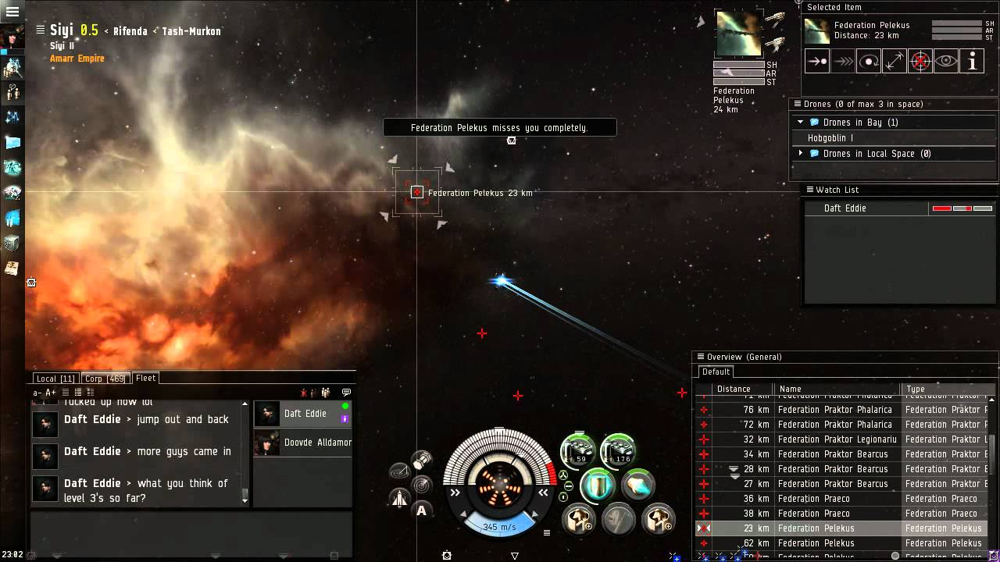 Siyi 0.5 < Rifenda < Tash-Murkon
Siyi II
Amarr Empire
Federation Pelekus misses you completely.
Federation Pelekus 23 km
SH
AR
ST
Federation
Pelekus
24 km
Selected Item
Federation Pelekus
Distance: 23 km
SH
AR
ST
Drones (0 of max 3 in space)
Drones in Bay (1)
Hobgoblin I
Drones in Local Space (0)
Watch List
Daft Eddie
Local [11] Corp [469] Fleet
a- A+
fucked up now lol
Daft Eddie > jump out and back
Daft Eddie > more guys came in
Daft Eddie > what you think of
level 3's so far?
Daft Eddie
Doovde Alldamor
23:02
59
176
A
345 m/s
Overview (General)
Default
Distance Name Type
71 km Federation Praktor Phalarica Federation Praktor F
76 km Federation Praktor Phalarica Federation Praktor F
72 km Federation Praktor Phalarica Federation Praktor F
32 km Federation Praktor Legionariu Federation Praktor L
34 km Federation Praktor Bearcus Federation Praktor E
28 km Federation Praktor Bearcus Federation Praktor E
27 km Federation Praktor Bearcus Federation Praktor E
36 km Federation Praeco Federation Praeco
38 km Federation Praeco Federation Praeco
23 km Federation Pelekus Federation Pelekus
62 km Federation Pelekus Federation Pelekus
Federation Pelekus Federation Pelekus